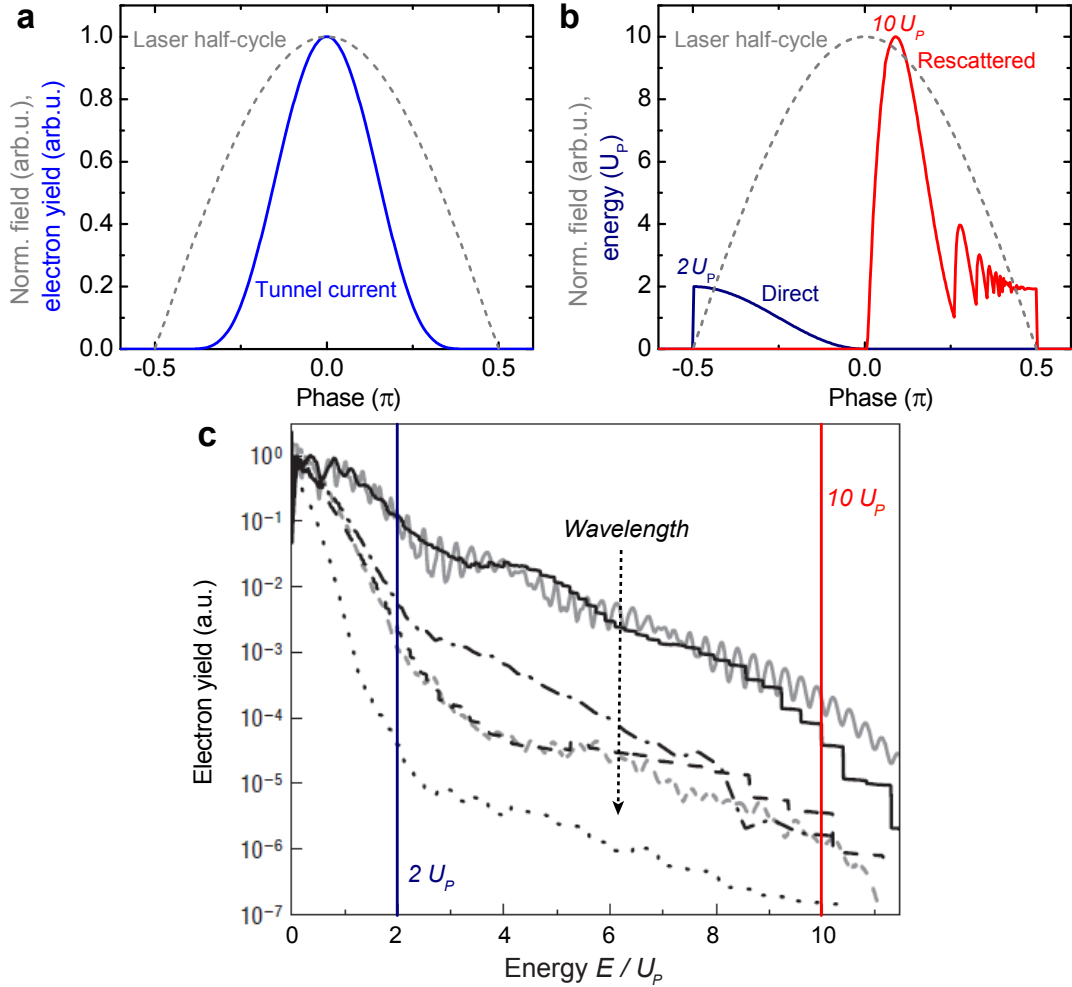 a
Norm. field (arb.u.),
electron yield (arb.u.)
1.0
0.8
0.6
0.4
0.2
0.0
Laser half-cycle
Tunnel current
-0.5
0.0
0.5
Phase (π)
b
Norm. field (arb.u.),
energy (U_P)
10
8
6
4
2
0
Laser half-cycle
10 U_P
Rescattered
2 U_P
Direct
-0.5
0.0
0.5
Phase (π)
c
Electron yield (a.u.)
10⁰
10⁻¹
10⁻²
10⁻³
10⁻⁴
10⁻⁵
10⁻⁶
10⁻⁷
Wavelength
10 U_P
2 U_P
0
2
4
6
8
10
Energy E / U_P